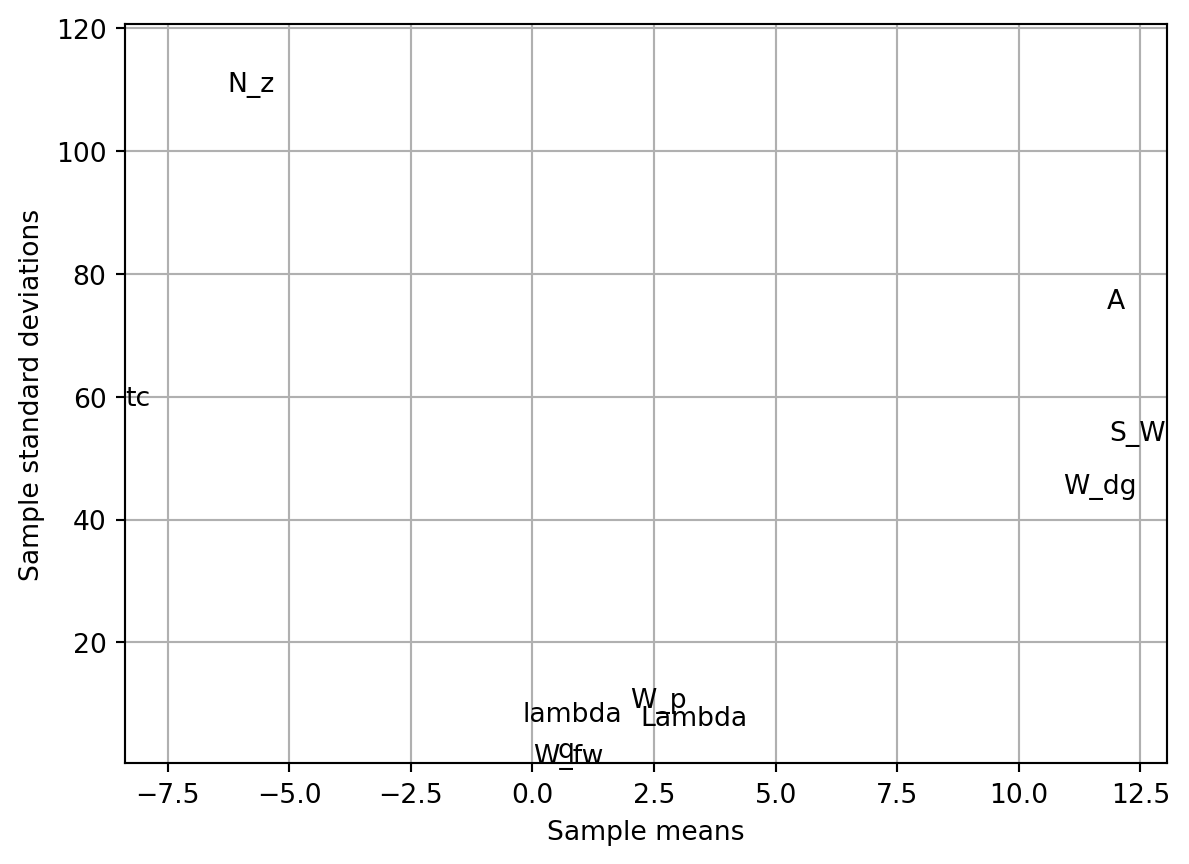 120
N_z
100
80
A
60
tc
S_W
W_dg
40
20
W_p
lambda
Lambda
q
W_fw
−7.5 −5.0 −2.5 0.0 2.5 5.0 7.5 10.0 12.5
Sample means
Sample standard deviations